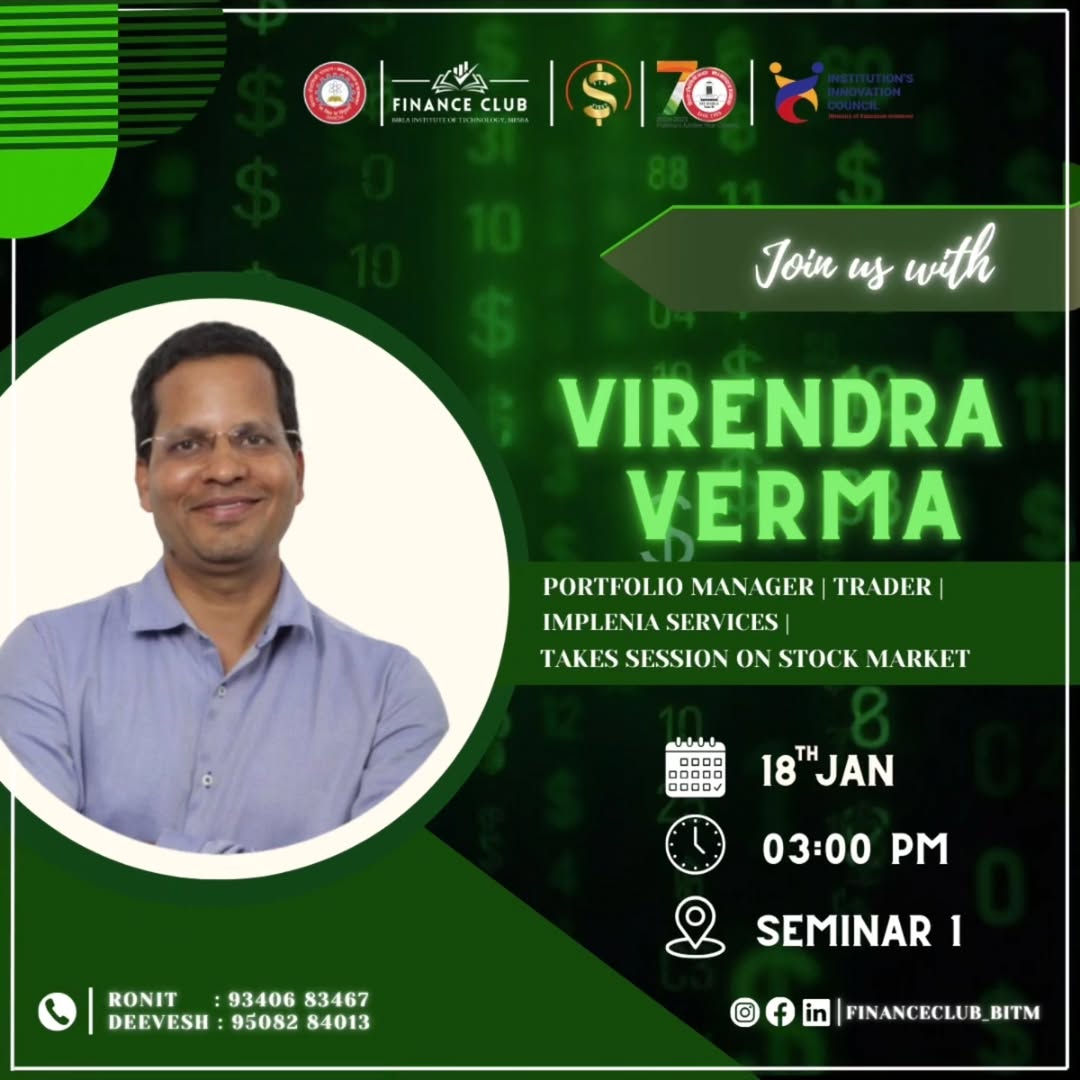 FINANCE CLUB
BIRLA INSTITUTE OF TECHNOLOGY, MESRA
70
INSTITUTION'S
INNOVATION
COUNCIL
Join us with
VIRENDRA
VERMA
PORTFOLIO MANAGER | TRADER |
IMPLENIA SERVICES |
TAKES SESSION ON STOCK MARKET
18TH JAN
03:00 PM
SEMINAR 1
RONIT : 93406 83467
DEEVESH : 95082 84013
FINANCECLUB_BITM